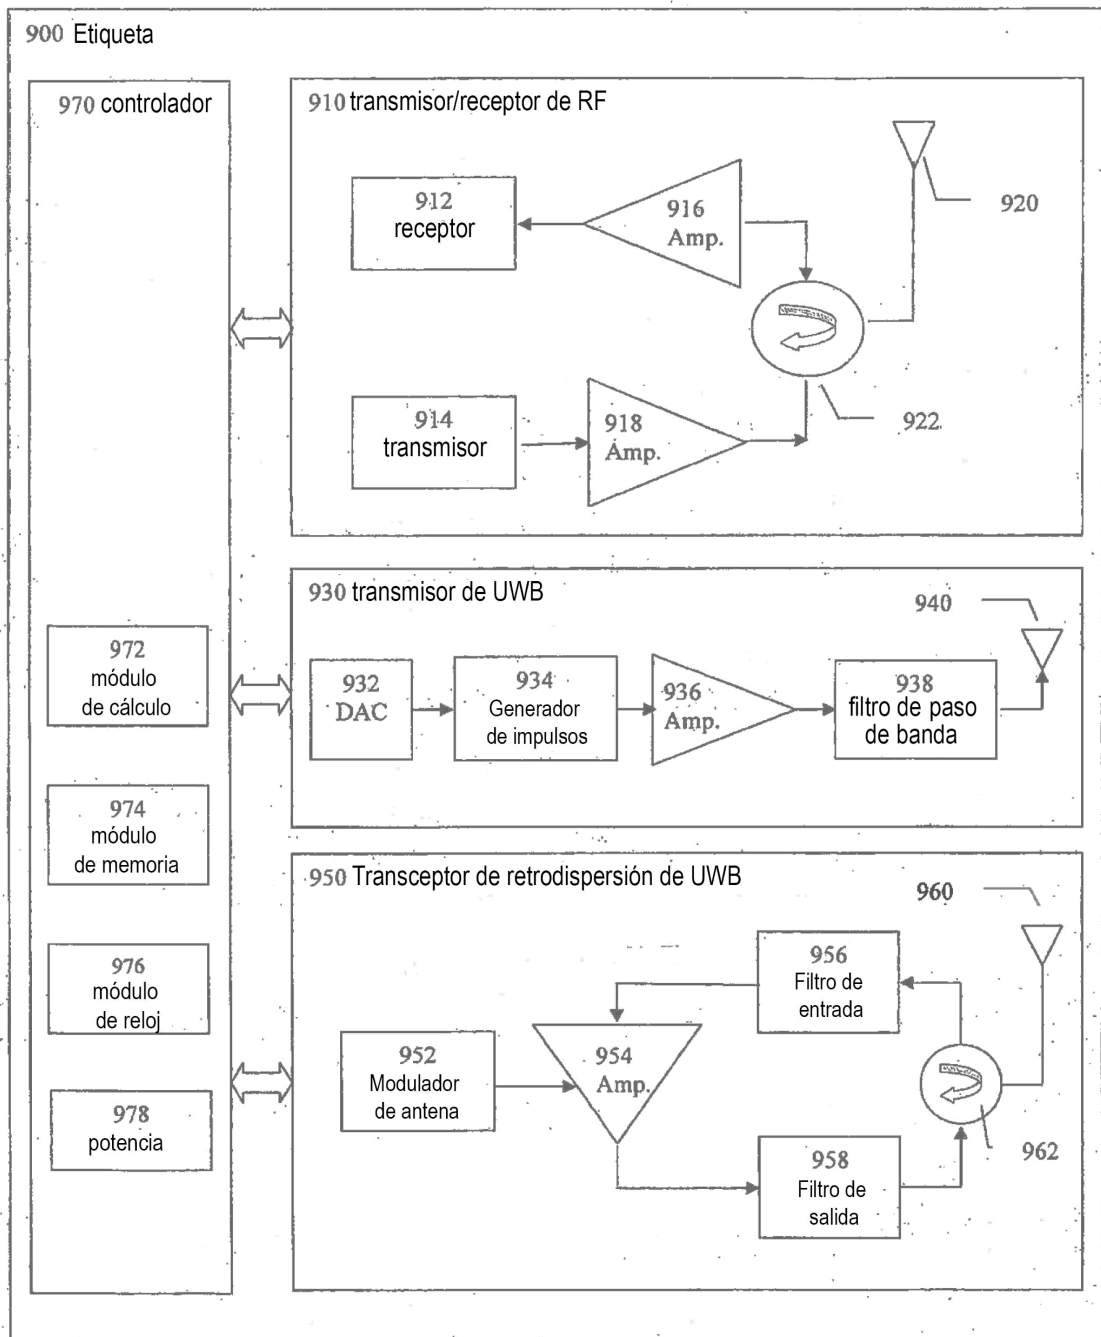 900 Etiqueta
970 controlador
910 transmisor/receptor de RF
912
receptor
916
Amp.
920
914
transmisor
918
Amp.
922
930 transmisor de UWB
940
932
DAC
934
Generador
de impulsos
936
Amp.
938
filtro de paso
de banda
972
módulo
de cálculo
974
módulo
de memoria
976
módulo
de reloj
978
potencia
950 Transceptor de retrodispersión de UWB
960
956
Filtro de
entrada
952
Modulador
de antena
954
Amp.
958
Filtro de
salida
962